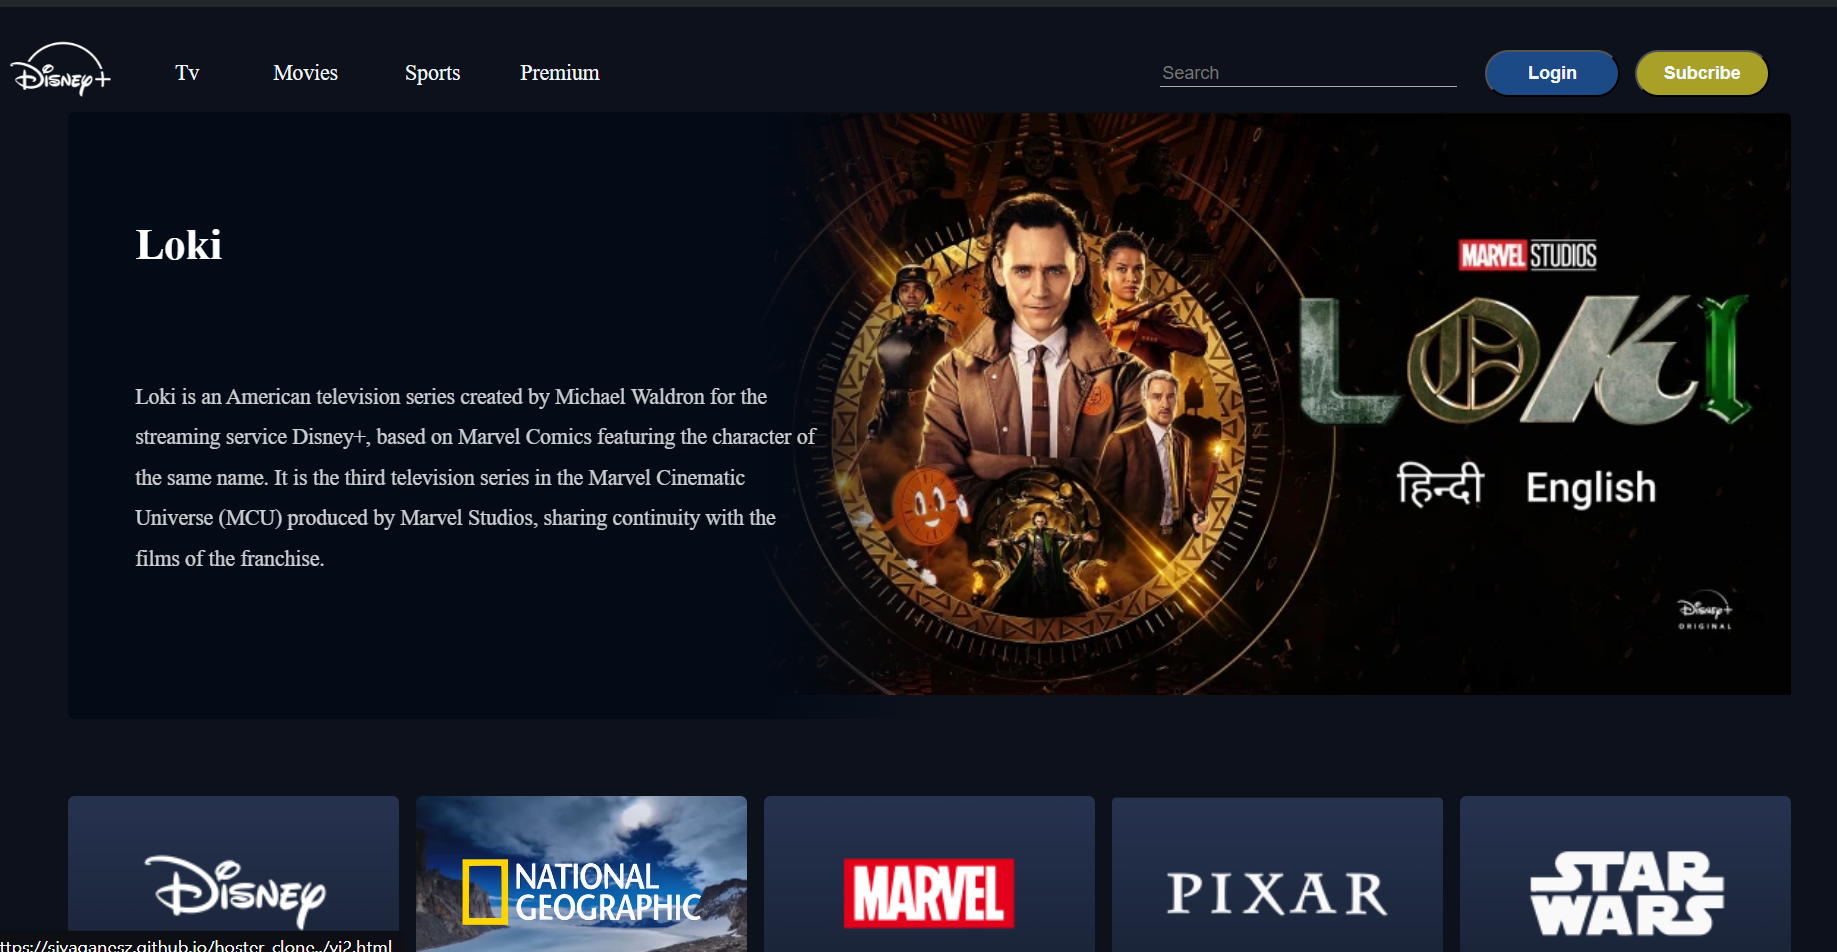 Disney+
Tv
Movies
Sports
Premium
Search
Login
Subcribe
Loki
Loki is an American television series created by Michael Waldron for the
streaming service Disney+, based on Marvel Comics featuring the character of
the same name. It is the third television series in the Marvel Cinematic
Universe (MCU) produced by Marvel Studios, sharing continuity with the
films of the franchise.
MARVEL STUDIOS
LOKI
हिन्दी English
Disney+
ORIGINAL
DISNEY
NATIONAL
GEOGRAPHIC
MARVEL
PIXAR
STAR
WARS
ttps://sivaganesz.github.io/hoster_clone../vi2.html